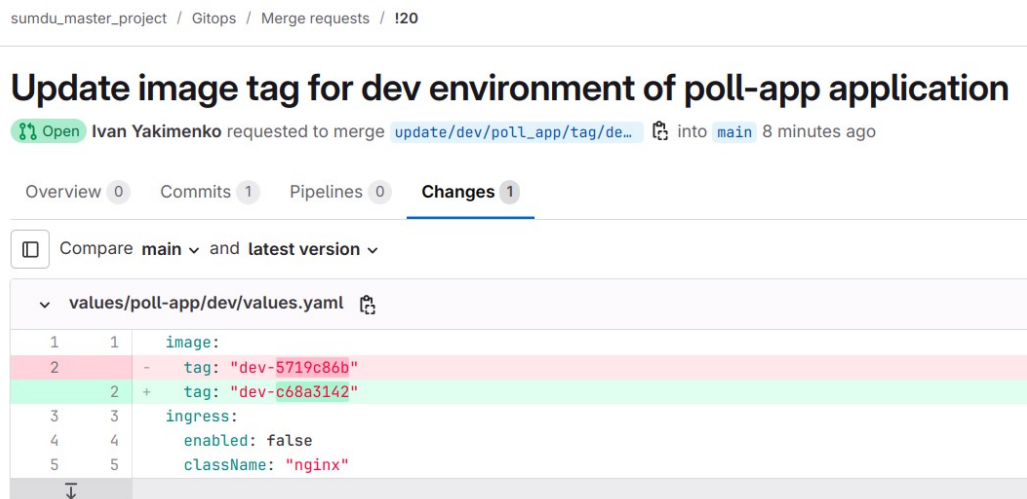 sumdu_master_project / Gitops / Merge requests / !20
Update image tag for dev environment of poll-app application
Open Ivan Yakimenko requested to merge update/dev/poll_app/tag/de… into main 8 minutes ago
Overview 0 Commits 1 Pipelines 0 Changes 1
Compare main and latest version
values/poll-app/dev/values.yaml
1 1 image:
2 - tag: "dev-5719c86b"
2 + tag: "dev-c68a3142"
3 3 ingress:
4 4 enabled: false
5 5 className: "nginx"